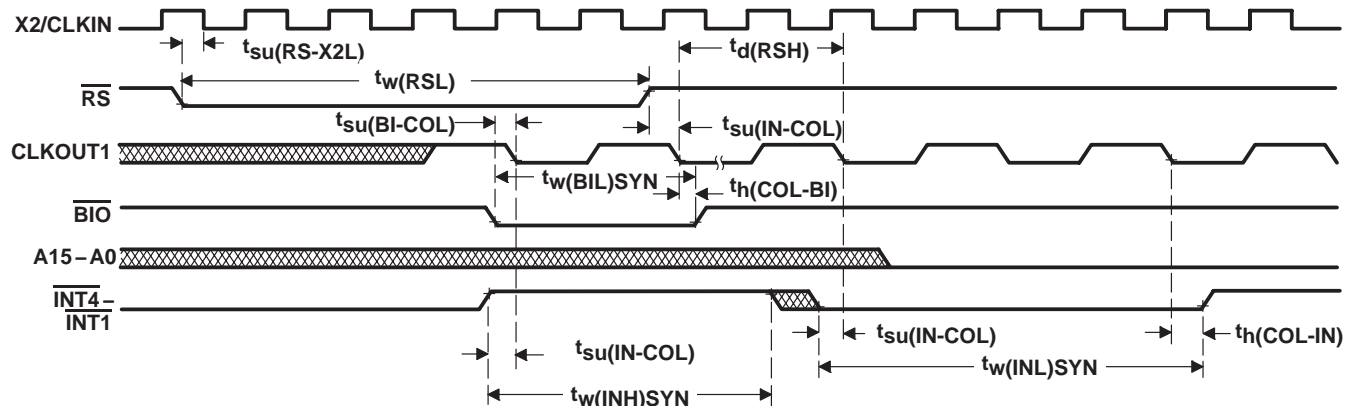 X2/CLKIN
tsu(RS-X2L)
td(RSH)
tw(RSL)
RS
tsu(BI-COL)
tsu(IN-COL)
CLKOUT1
tw(BIL)SYN
th(COL-BI)
BIO
A15–A0
INT4–
INT1
tsu(IN-COL)
tsu(IN-COL)
th(COL-IN)
tw(INL)SYN
tw(INH)SYN